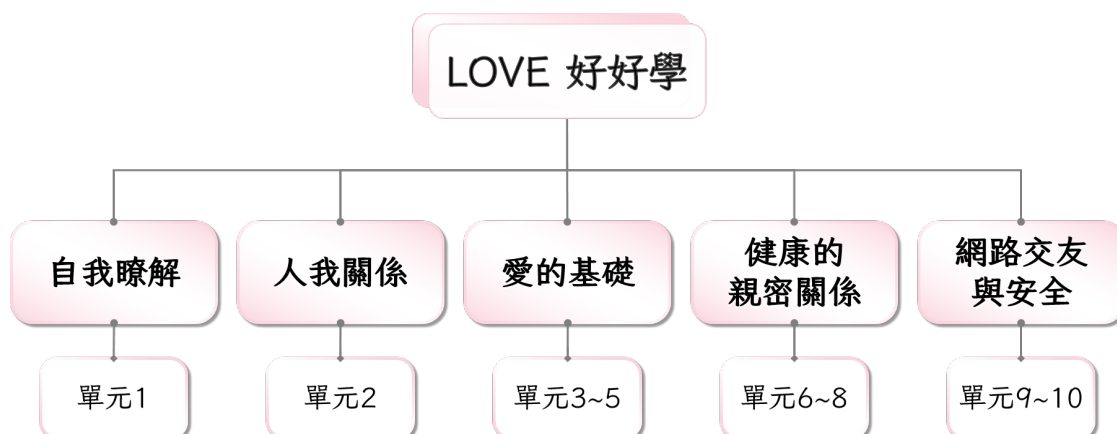 LOVE 好好學
自我瞭解
人我關係
愛的基礎
健康的
親密關係
網路交友
與安全
單元1
單元2
單元3~5
單元6~8
單元9~10